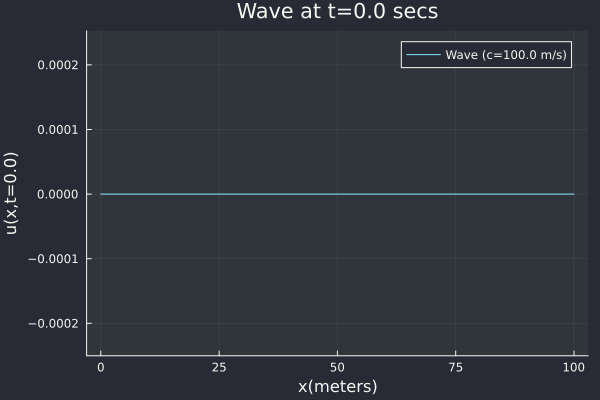 Wave at t=0.0 secs
Wave (c=100.0 m/s)
0.0002
0.0001
0.0000
−0.0001
−0.0002
u(x,t=0.0)
0 25 50 75 100
x(meters)